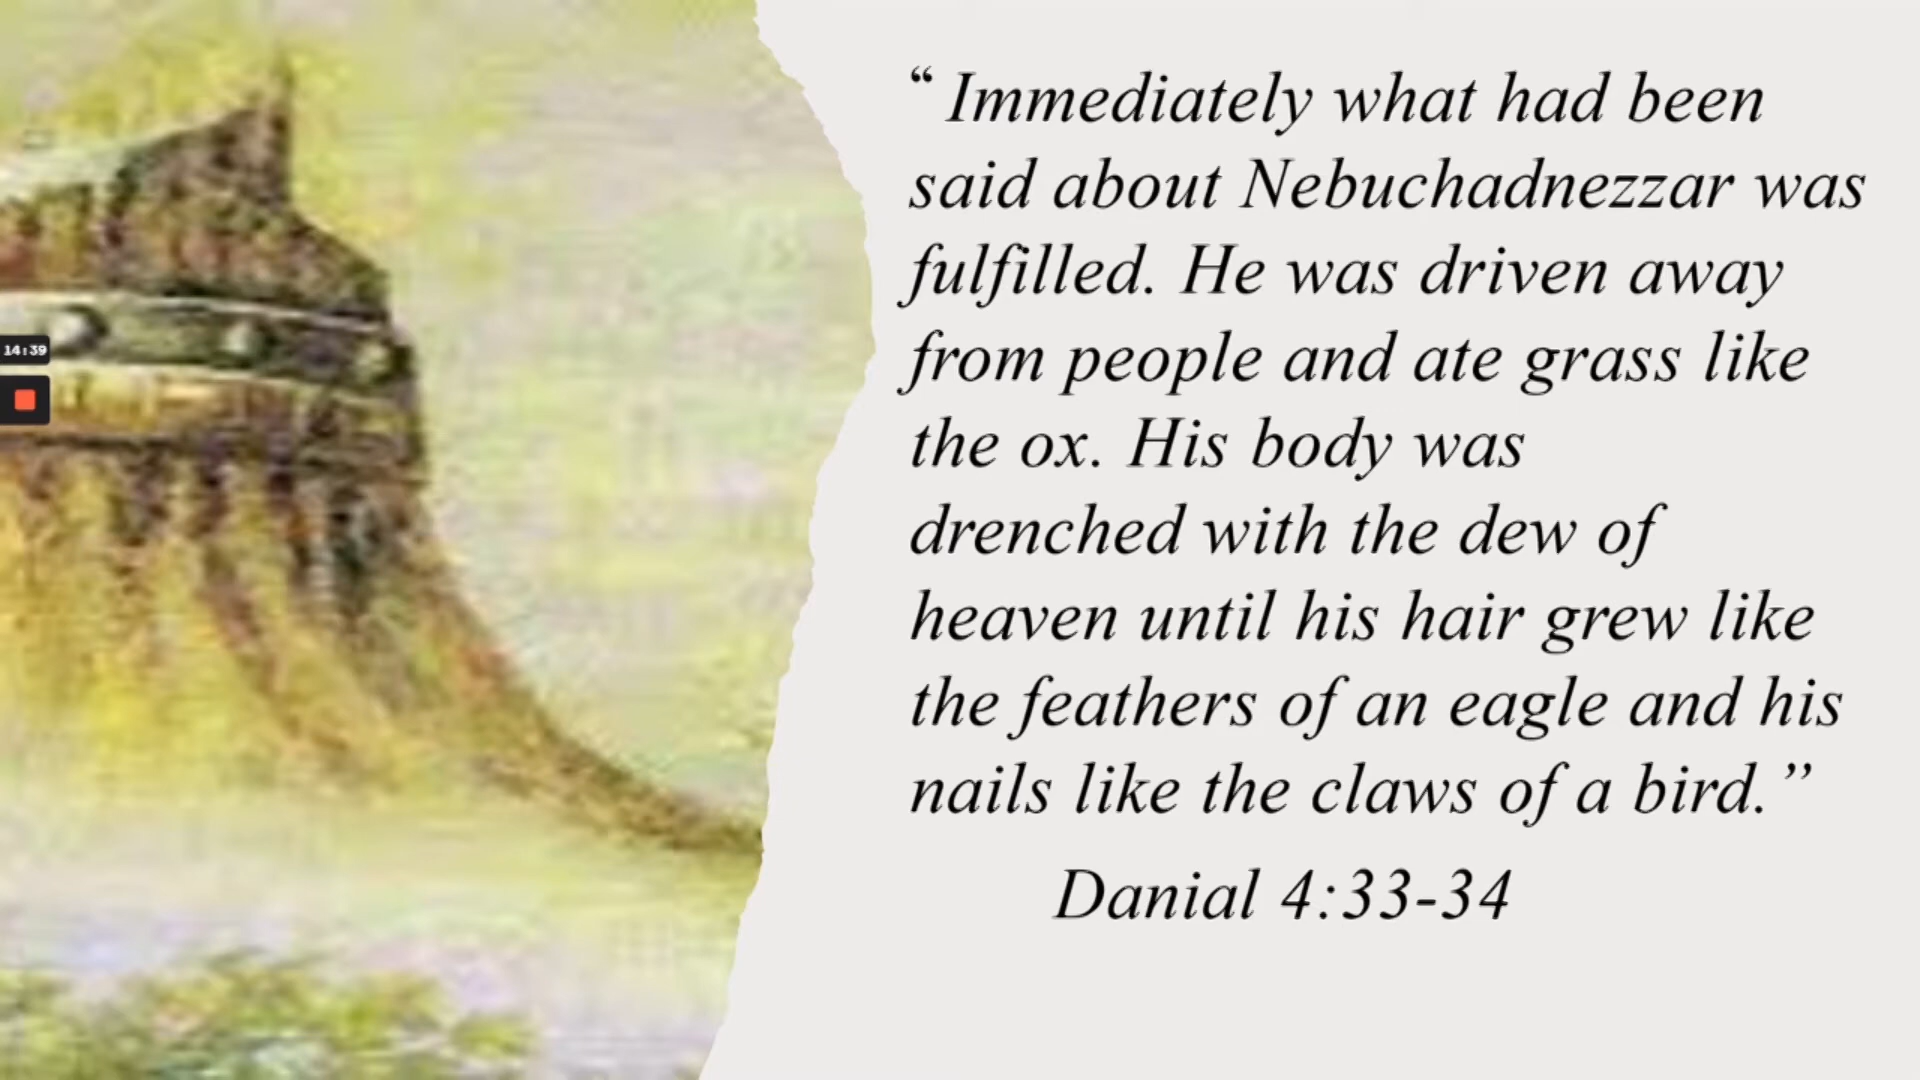 14:39
“ Immediately what had been
said about Nebuchadnezzar was
fulfilled. He was driven away
from people and ate grass like
the ox. His body was
drenched with the dew of
heaven until his hair grew like
the feathers of an eagle and his
nails like the claws of a bird.”
Danial 4:33-34